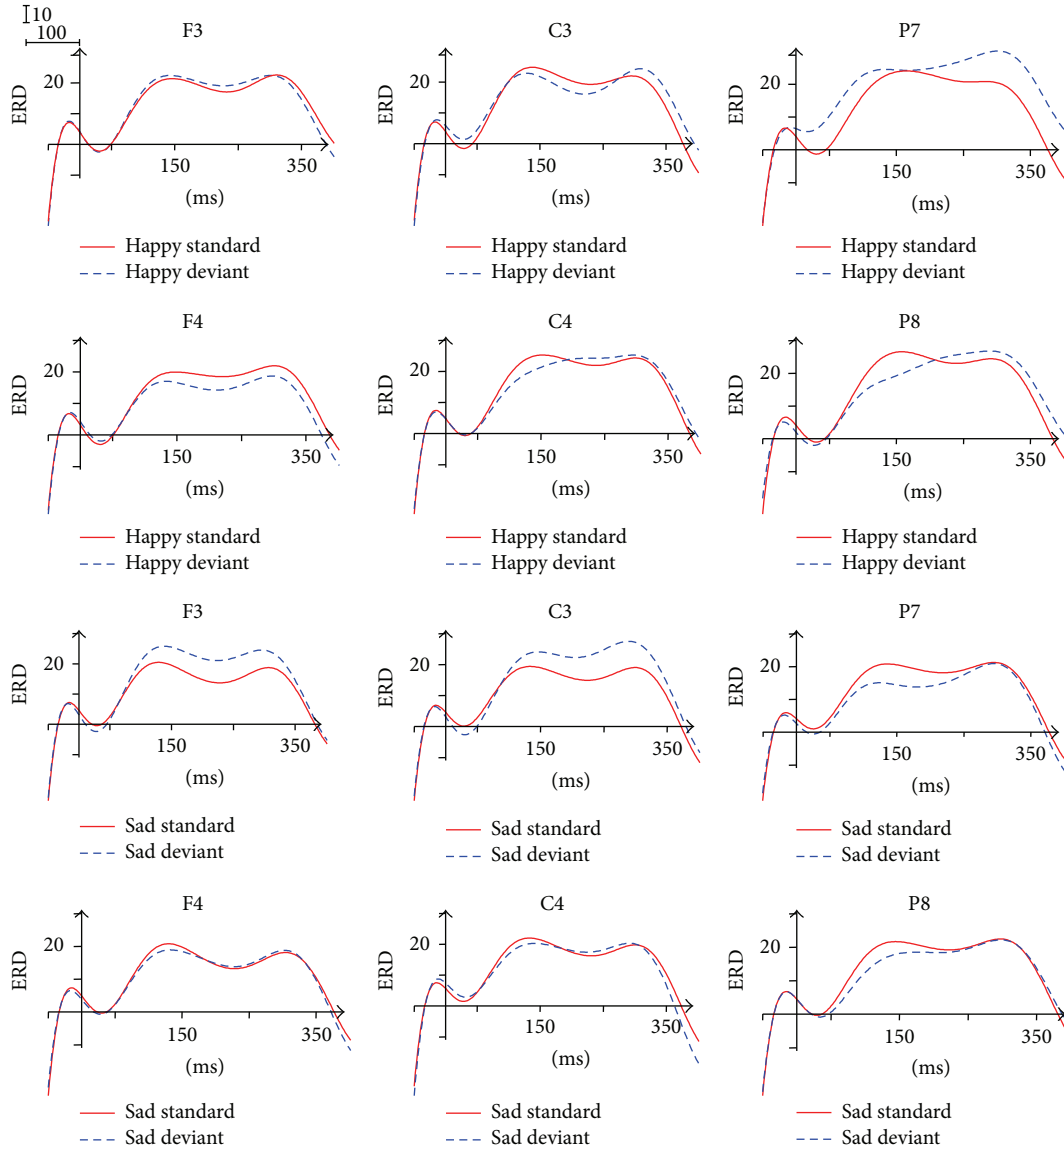 10
100
F3
C3
P7
ERD 20 150 350
ERD 20 150 350
ERD 20 150 350
(ms)
(ms)
(ms)
Happy standard
Happy deviant
Happy standard
Happy deviant
Happy standard
Happy deviant
F4
C4
P8
ERD 20 150 350
ERD 20 150 350
ERD 20 150 350
(ms)
(ms)
(ms)
Happy standard
Happy deviant
Happy standard
Happy deviant
Happy standard
Happy deviant
F3
C3
P7
ERD 20 150 350
ERD 20 150 350
ERD 20 150 350
(ms)
(ms)
(ms)
Sad standard
Sad deviant
Sad standard
Sad deviant
Sad standard
Sad deviant
F4
C4
P8
ERD 20 150 350
ERD 20 150 350
ERD 20 150 350
(ms)
(ms)
(ms)
Sad standard
Sad deviant
Sad standard
Sad deviant
Sad standard
Sad deviant